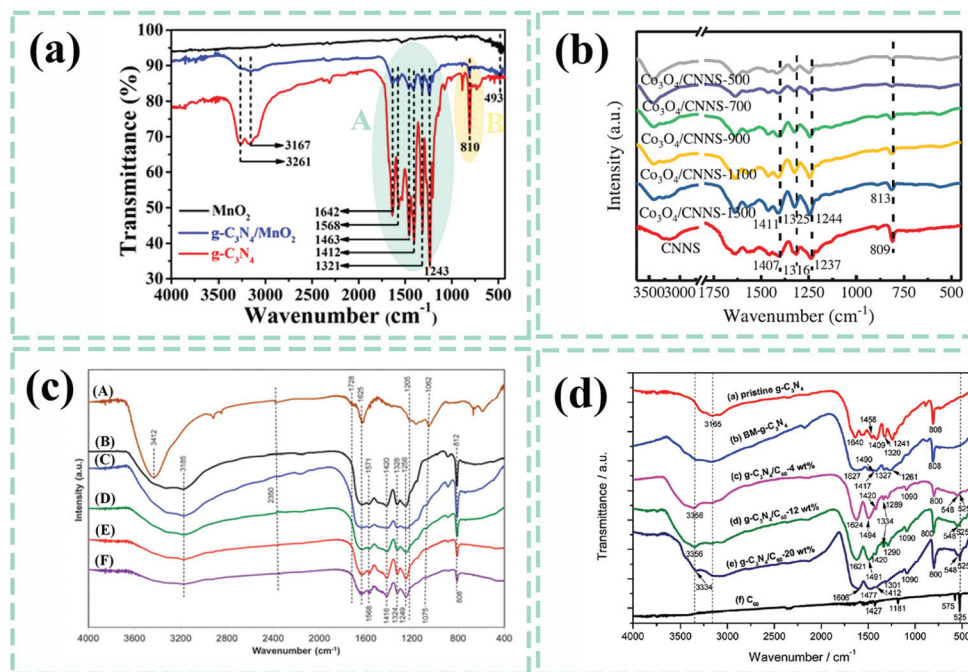 (a)
100
90
80
70
60
50
40
30
Transmittance (%)
3167
3261
A
B
493
810
1642
1568
1463
1412
1321
1243
MnO₂
g-C₃N₄/MnO₂
g-C₃N₄
4000 3500 3000 2500 2000 1500 1000 500
Wavenumber (cm⁻¹)
(b)
Intensity (a.u.)
Co₃O₄/CNNS-500
Co₃O₄/CNNS-700
Co₃O₄/CNNS-900
Co₃O₄/CNNS-1100
Co₃O₄/CNNS-1300
CNNS
1411 1325 1244
813
1407 1316 1237
809
3500 3000 1750 1500 1250 1000 750 500
Wavenumber (cm⁻¹)
(c)
Intensity (a.u.)
(A)
(B)
(C)
(D)
(E)
(F)
3412
3185
1728
1625
1205
1062
1571
1420
1328
1256
812
1568
1416
1324
1249
1075
808
4000 3600 3200 2800 2400 2000 1600 1200 800 400
Wavenumber (cm⁻¹)
(d)
Transmittance / a.u.
(a) pristine g-C₃N₄
3165
1640
1458
1409
1320
1241
808
(b) BM-g-C₃N₄
1627
1490
1417
1327
1261
808
(c) g-C₃N₄/C₆₀-4 wt%
3356
1624
1494
1420
1334
1289
1090
800
548
525
(d) g-C₃N₄/C₆₀-12 wt%
3356
1621
1491
1420
1290
1090
800
548
525
(e) g-C₃N₄/C₆₀-20 wt%
3334
1606
1477
1412
1301
1090
800
548
525
(f) C₆₀
1427
1181
575
525
4000 3500 3000 2500 2000 1500 1000 500
Wavenumber / cm⁻¹